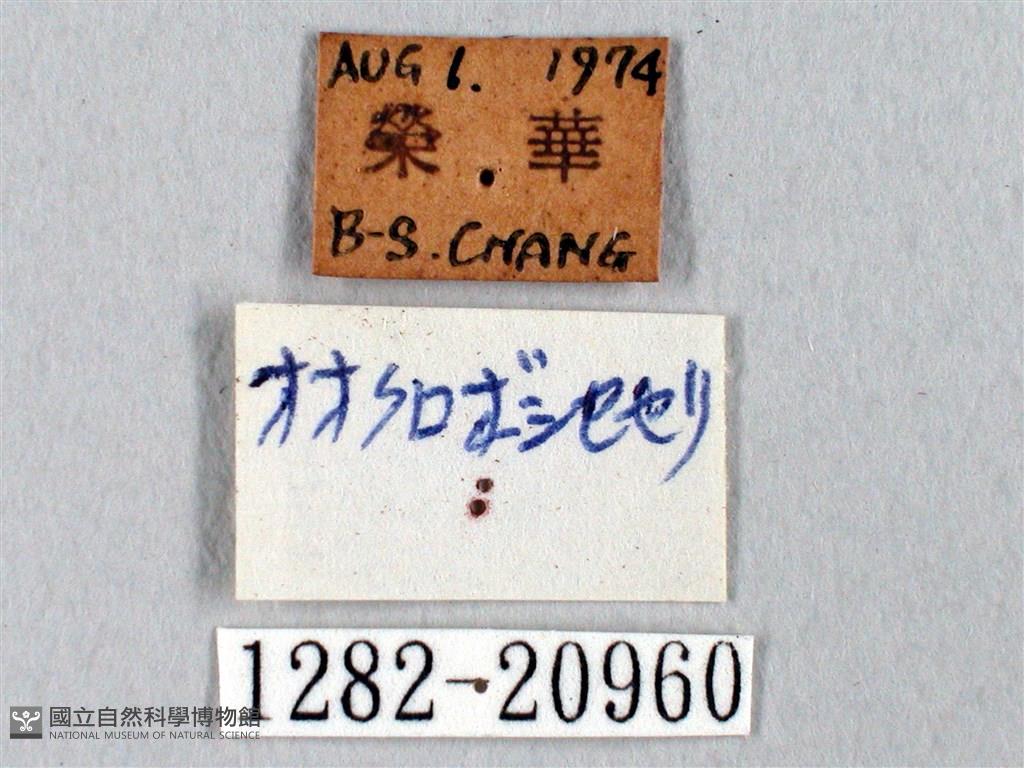 AUG 1. 1974
榮 華
B-S. CHANG
オオクロボシセセリ
1282-20960
國立自然科學博物館
NATIONAL MUSEUM OF NATURAL SCIENCE